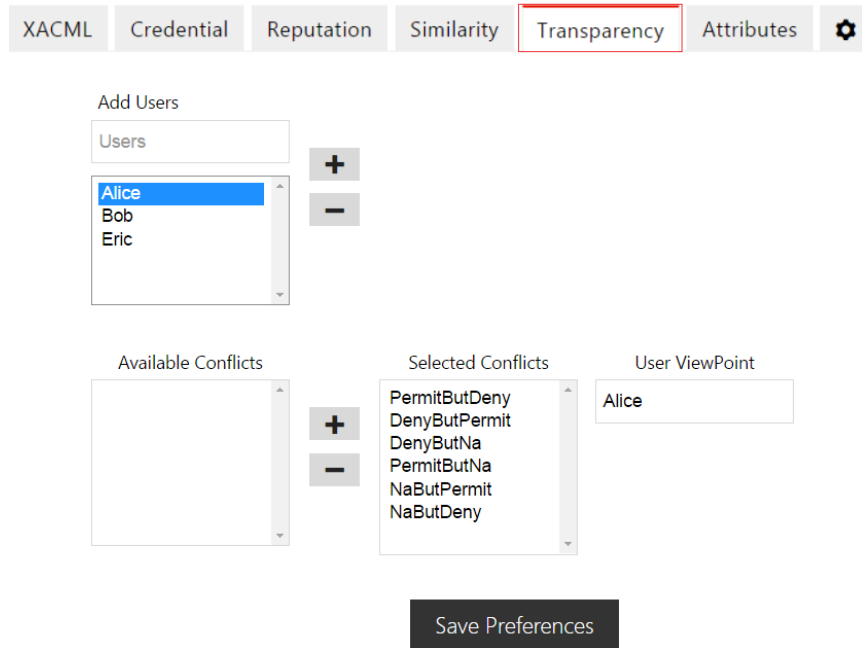 XACML Credential Reputation Similarity Transparency Attributes
Add Users
Users
Alice
Bob
Eric
Available Conflicts Selected Conflicts User ViewPoint
PermitButDeny
DenyButPermit
DenyButNa
PermitButNa
NaButPermit
NaButDeny
Alice
Save Preferences